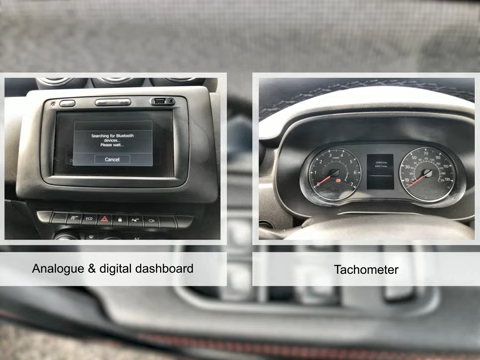 Searching for Bluetooth
devices...
Please wait...
Cancel
Analogue & digital dashboard
Tachometer